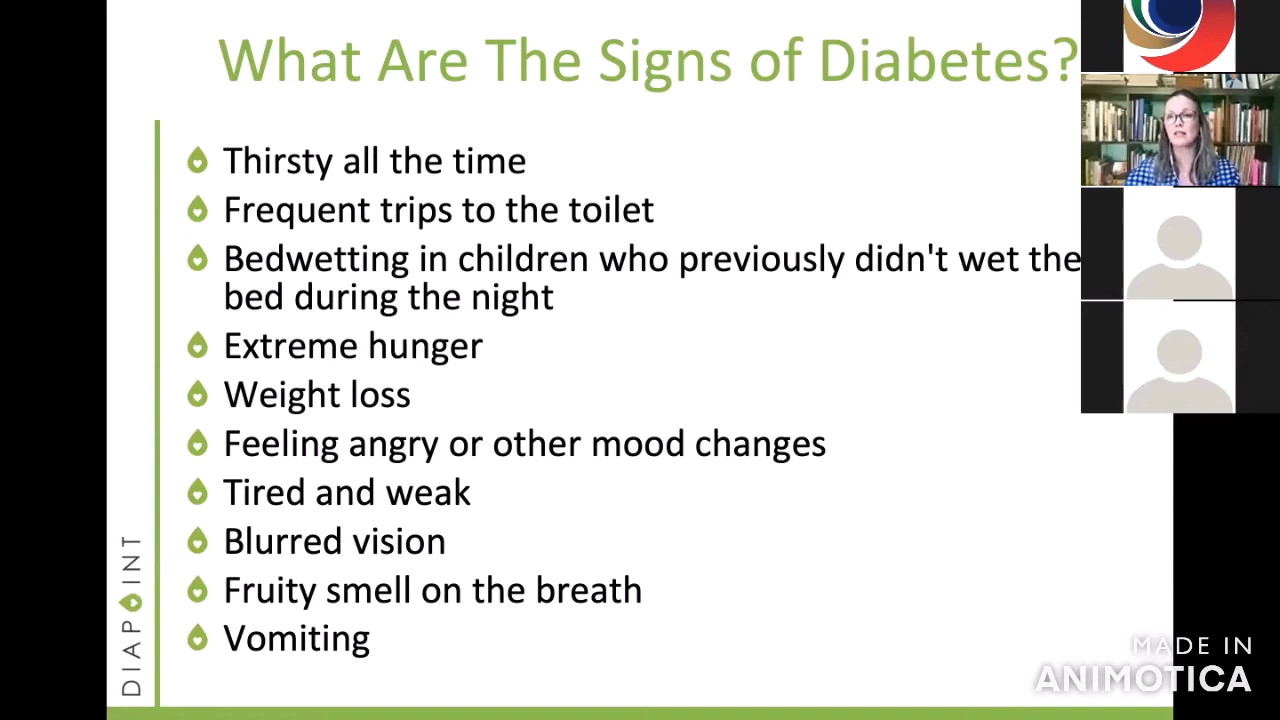 What Are The Signs of Diabetes?
Thirsty all the time
Frequent trips to the toilet
Bedwetting in children who previously didn't wet the
bed during the night
Extreme hunger
Weight loss
Feeling angry or other mood changes
Tired and weak
Blurred vision
Fruity smell on the breath
Vomiting
DIAPOINT
MADE IN
ANIMOTICA